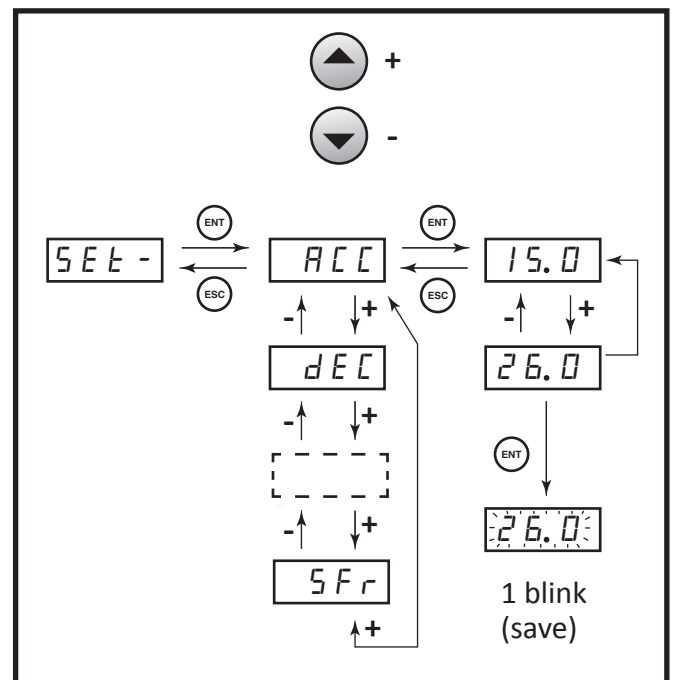 +
-
ENT ENT
SEt - ACC 15.0
ESC ESC
- + - +
dEC 26.0
- +
ENT
- +
26.0
SFr
1 blink
(save)
+